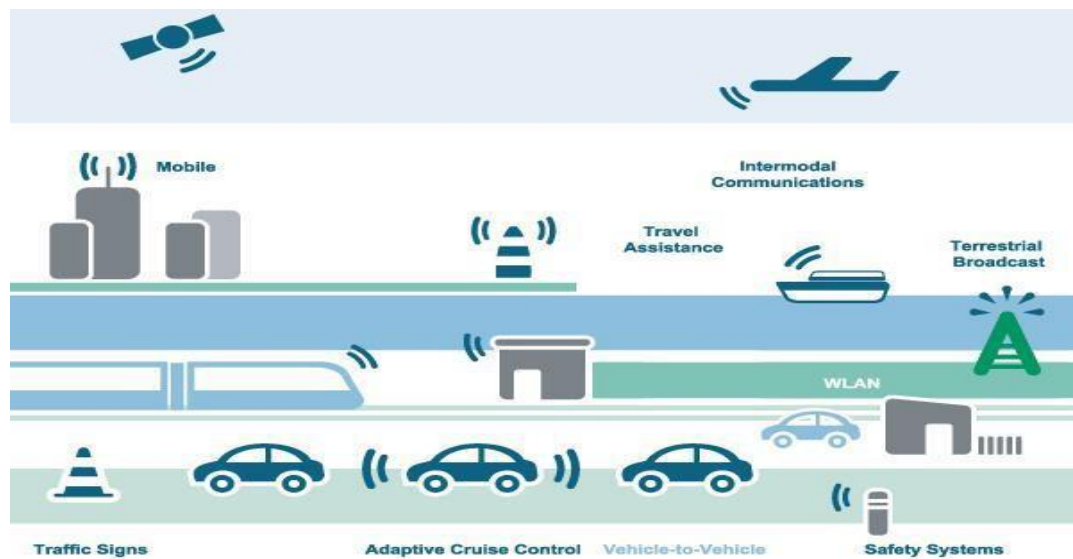 Mobile
Intermodal
Communications
Travel
Assistance
Terrestrial
Broadcast
WLAN
Traffic Signs
Adaptive Cruise Control
Vehicle-to-Vehicle
Safety Systems